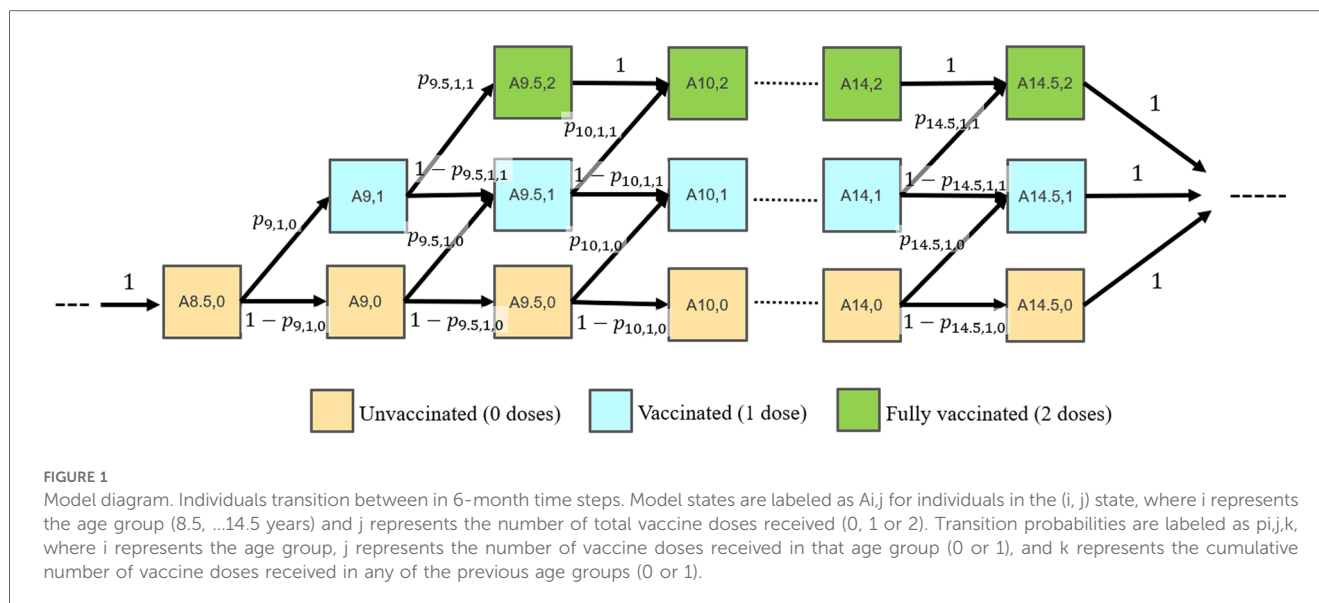 A9.5,2 1 A10,2 A14,2 1 A14.5,2
p9.5,1,1 p10,1,1 p14.5,1,1 1
A9,1 1 − p9.5,1,1 A9.5,1 1 − p10,1,1 A10,1 A14,1 1 − p14.5,1,1 A14.5,1 1
p9,1,0 p9.5,1,0 p10,1,0 p14.5,1,0
1 A8.5,0 A9,0 A9.5,0 A10,0 A14,0 A14.5,0 1
1 − p9,1,0 1 − p9.5,1,0 1 − p10,1,0 1 − p14.5,1,0
Unvaccinated (0 doses) Vaccinated (1 dose) Fully vaccinated (2 doses)
FIGURE 1
Model diagram. Individuals transition between in 6-month time steps. Model states are labeled as Ai,j for individuals in the (i, j) state, where i represents
the age group (8.5, ...14.5 years) and j represents the number of total vaccine doses received (0, 1 or 2). Transition probabilities are labeled as pi,j,k,
where i represents the age group, j represents the number of vaccine doses received in that age group (0 or 1), and k represents the cumulative
number of vaccine doses received in any of the previous age groups (0 or 1).